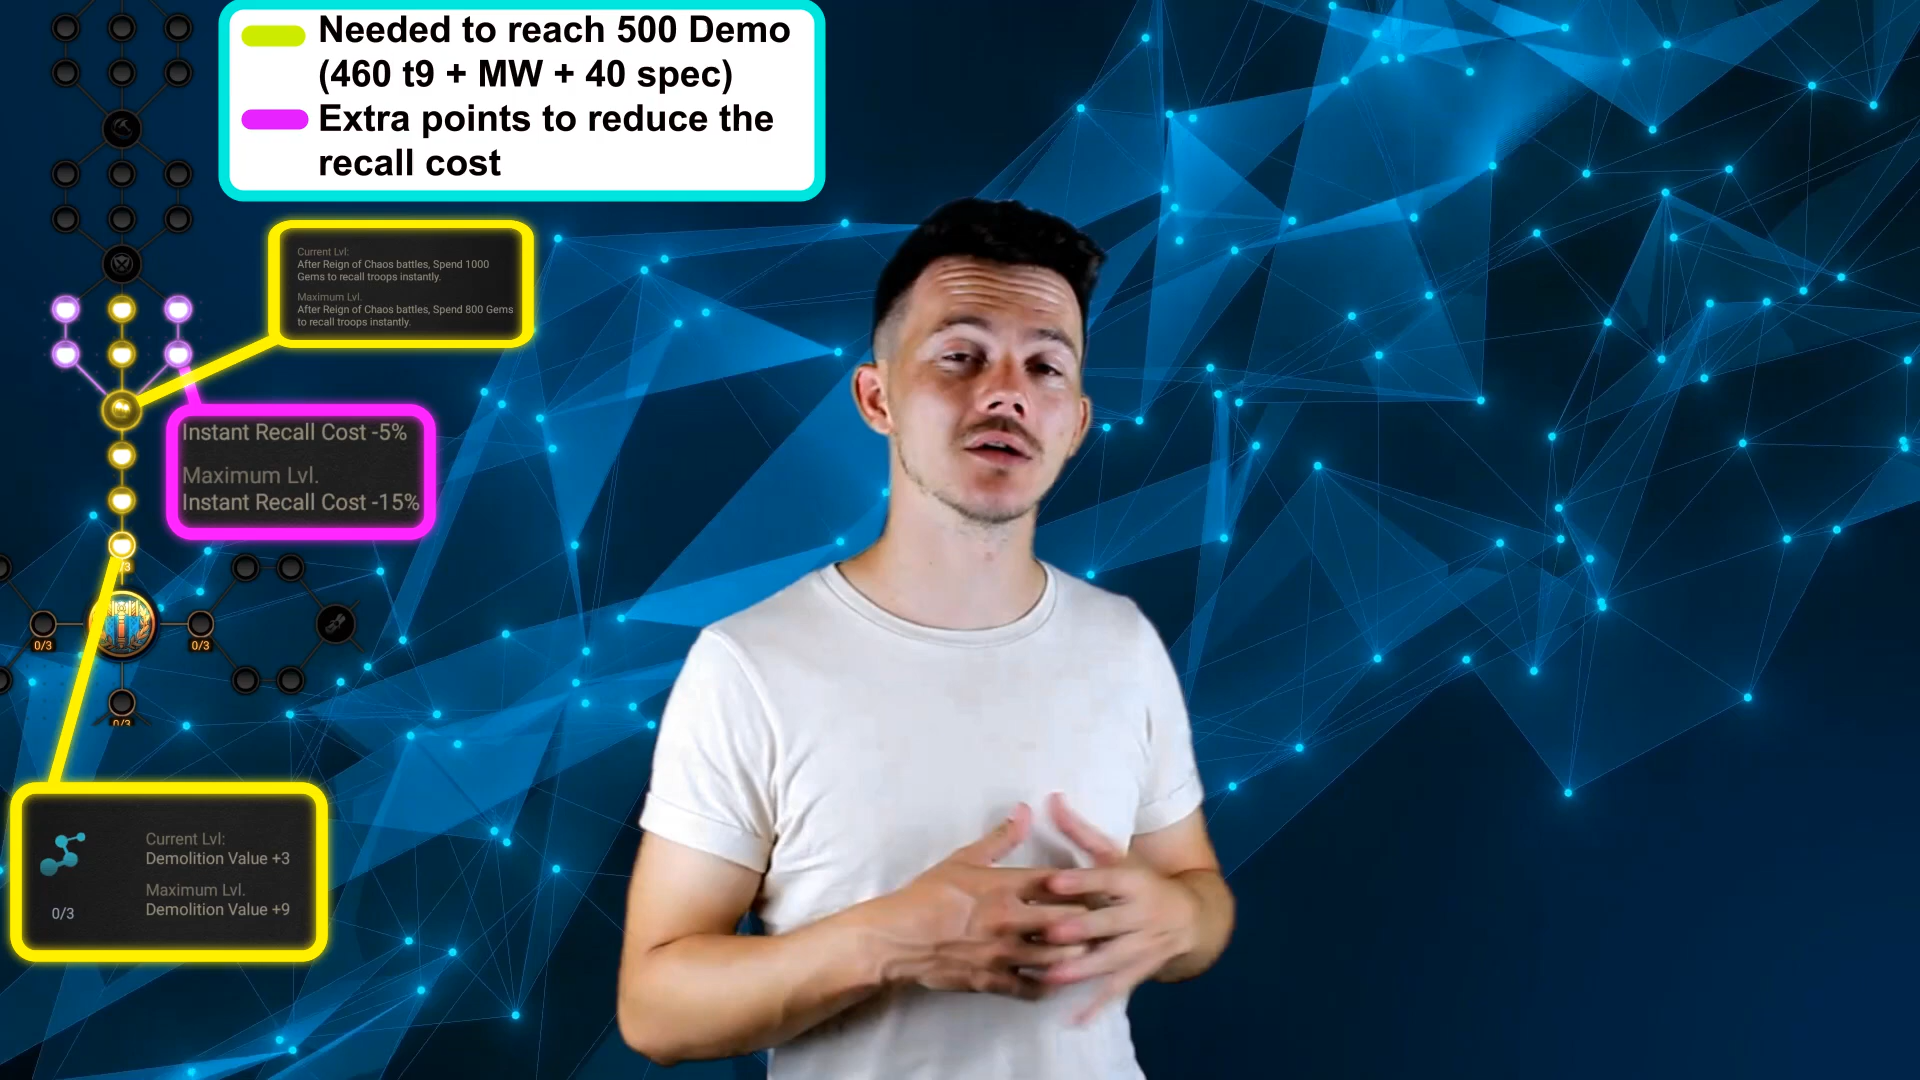 Needed to reach 500 Demo
(460 t9 + MW + 40 spec)
Extra points to reduce the
recall cost
Current Lvl:
After Reign of Chaos battles, Spend 1000
Gems to recall troops instantly.
Maximum Lvl.
After Reign of Chaos battles, Spend 800 Gems
to recall troops instantly.
Instant Recall Cost -5%
Maximum Lvl.
Instant Recall Cost -15%
0/3
0/3
0/3
Current Lvl:
Demolition Value +3
Maximum Lvl.
Demolition Value +9
0/3